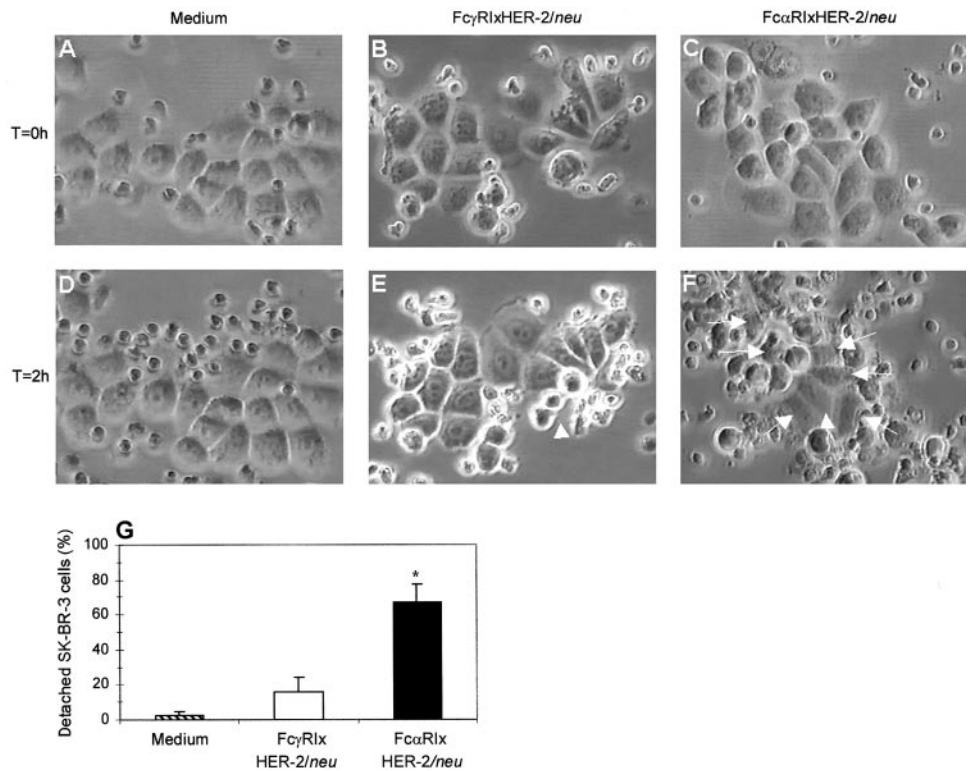 Medium
FcγRIxHER-2/neu
FcαRIxHER-2/neu
A
B
C
T=0h
D
E
F
T=2h
G
Detached SK-BR-3 cells (%)
100
80
60
40
20
0
*
Medium
FcγRIx
HER-2/neu
FcαRIx
HER-2/neu